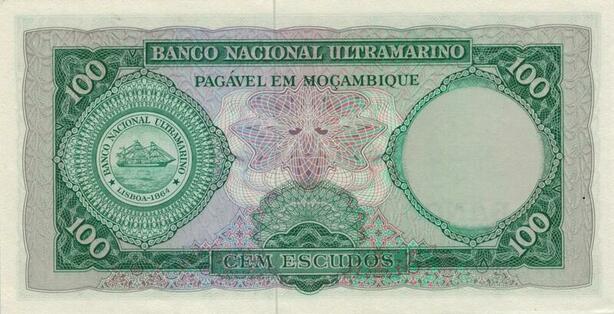 BANCO NACIONAL ULTRAMARINO
PAGÁVEL EM MOÇAMBIQUE
100
100
BANCO NACIONAL ULTRAMARINO
LISBOA-1864
100
100
CEM ESCUDOS